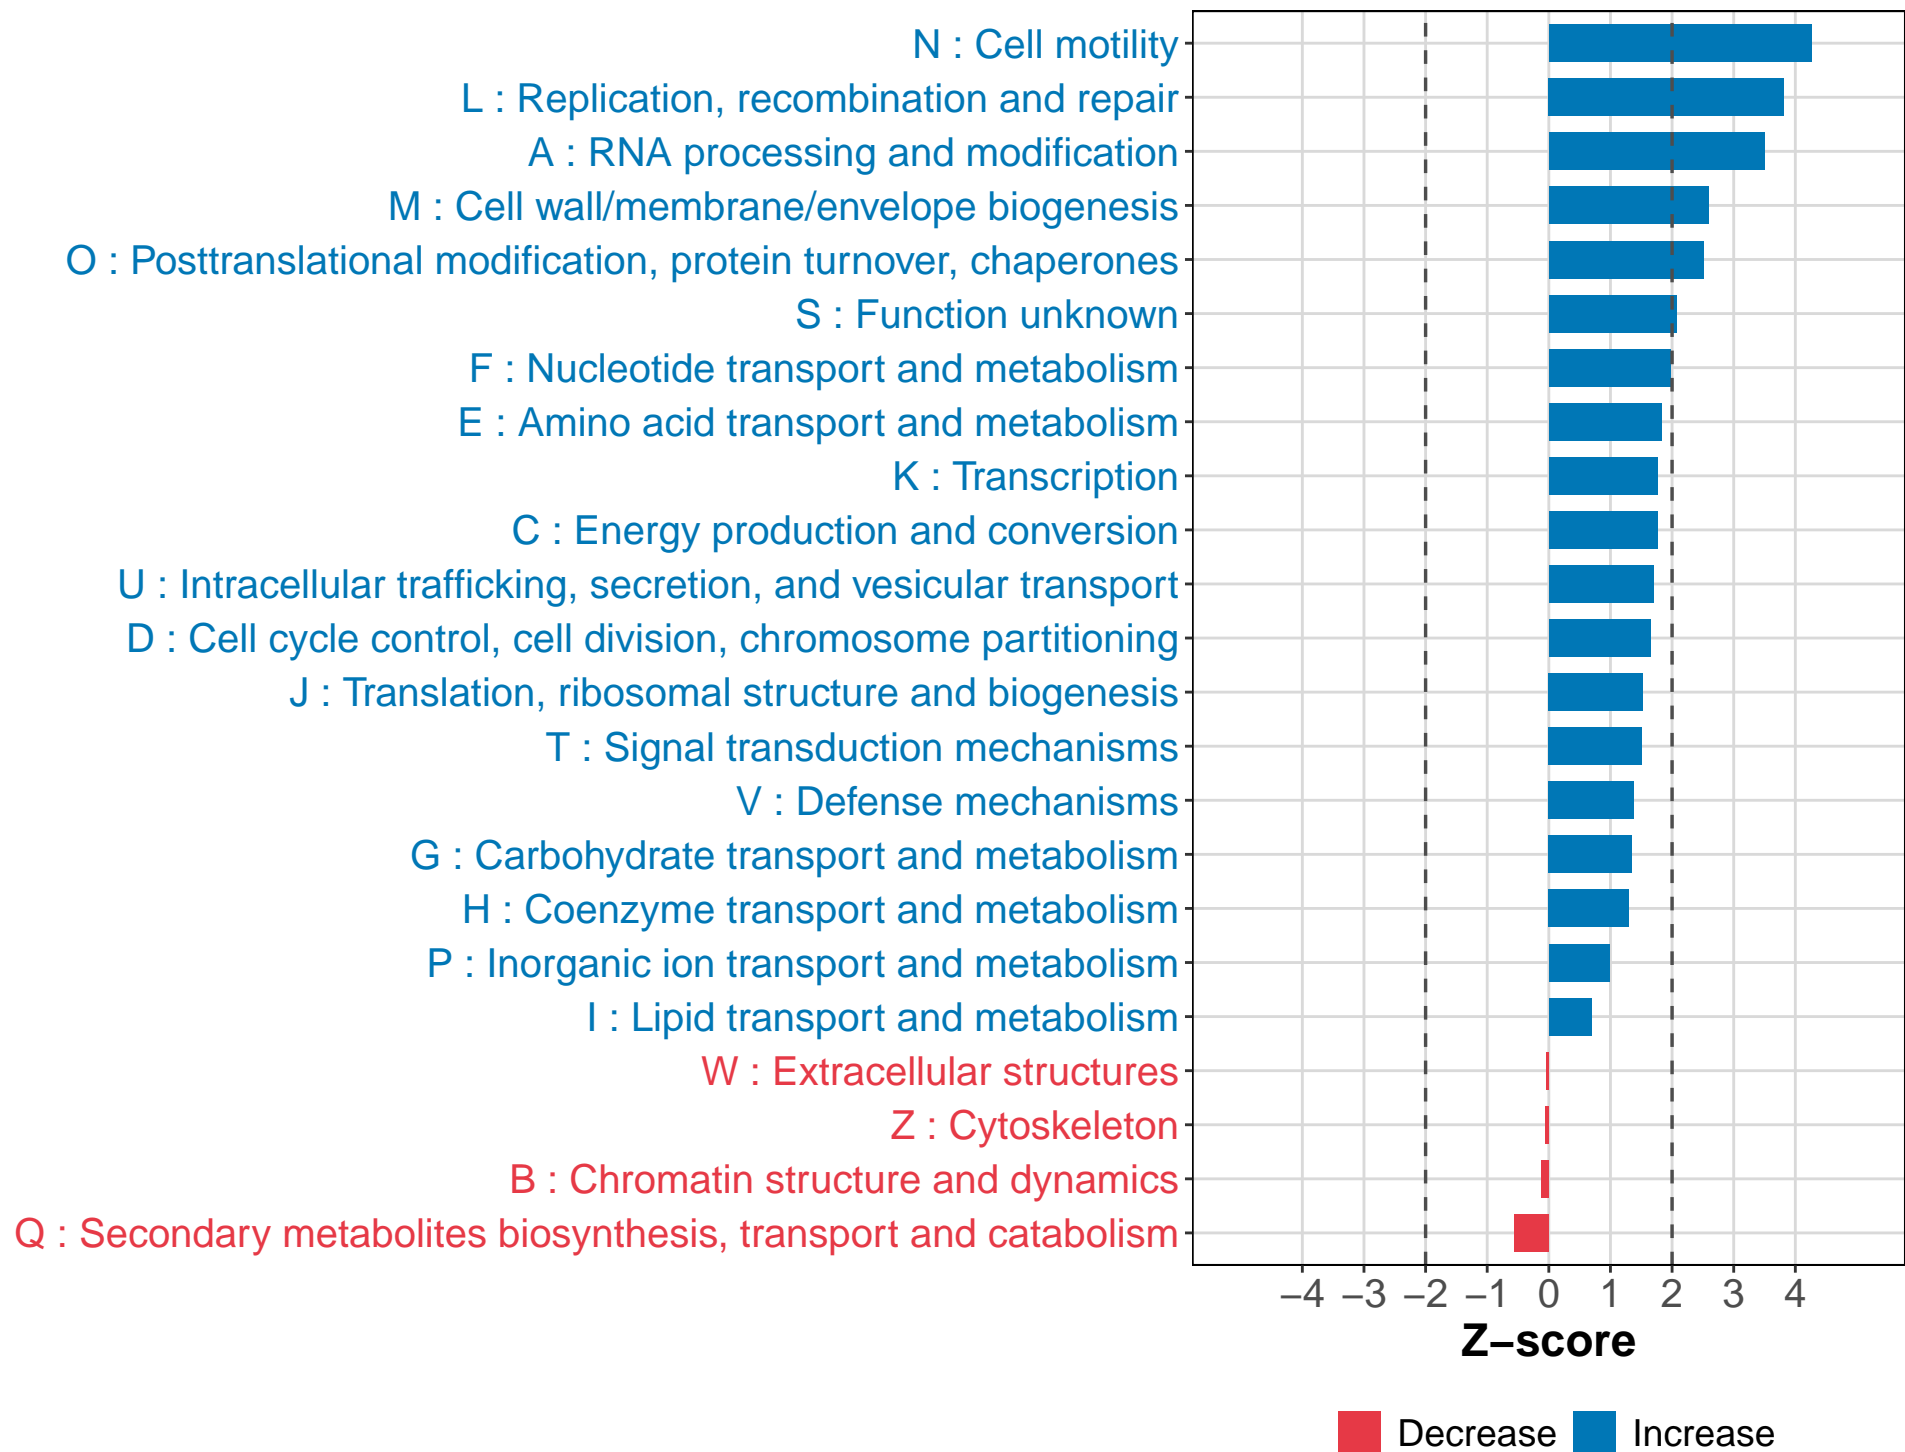 N : Cell motility
L : Replication, recombination and repair
A : RNA processing and modification
M : Cell wall/membrane/envelope biogenesis
O : Posttranslational modification, protein turnover, chaperones
S : Function unknown
F : Nucleotide transport and metabolism
E : Amino acid transport and metabolism
K : Transcription
C : Energy production and conversion
U : Intracellular trafficking, secretion, and vesicular transport
D : Cell cycle control, cell division, chromosome partitioning
J : Translation, ribosomal structure and biogenesis
T : Signal transduction mechanisms
V : Defense mechanisms
G : Carbohydrate transport and metabolism
H : Coenzyme transport and metabolism
P : Inorganic ion transport and metabolism
I : Lipid transport and metabolism
W : Extracellular structures
Z : Cytoskeleton
B : Chromatin structure and dynamics
Q : Secondary metabolites biosynthesis, transport and catabolism
−4 −3 −2 −1 0 1 2 3 4
Z−score
Decrease Increase